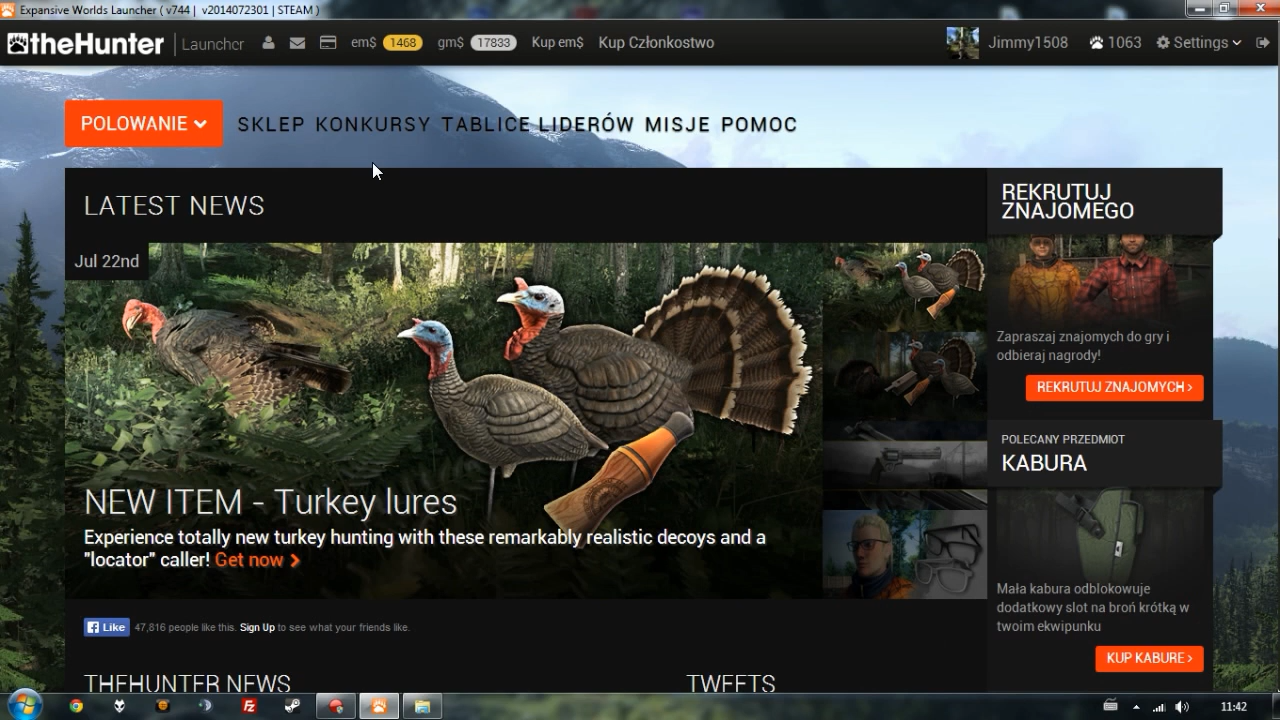 Expansive Worlds Launcher ( v744 | v2014072301 | STEAM )
theHunter Launcher em$ 1468 gm$ 17833 Kup em$ Kup Członkostwo Jimmy1508 1063 Settings
POLOWANIE SKLEP KONKURSY TABLICE LIDERÓW MISJE POMOC
LATEST NEWS
Jul 22nd
NEW ITEM - Turkey lures
Experience totally new turkey hunting with these remarkably realistic decoys and a
"locator" caller! Get now
Like 47,816 people like this. Sign Up to see what your friends like.
THEHUNTER NEWS
TWEETS
REKRUTUJ
ZNAJOMEGO
Zapraszaj znajomych do gry i
odbieraj nagrody!
REKRUTUJ ZNAJOMYCH
POLECANY PRZEDMIOT
KABURA
Mała kabura odblokowuje
dodatkowy slot na broń krótką w
twoim ekwipunku
KUP KABURE
11:42